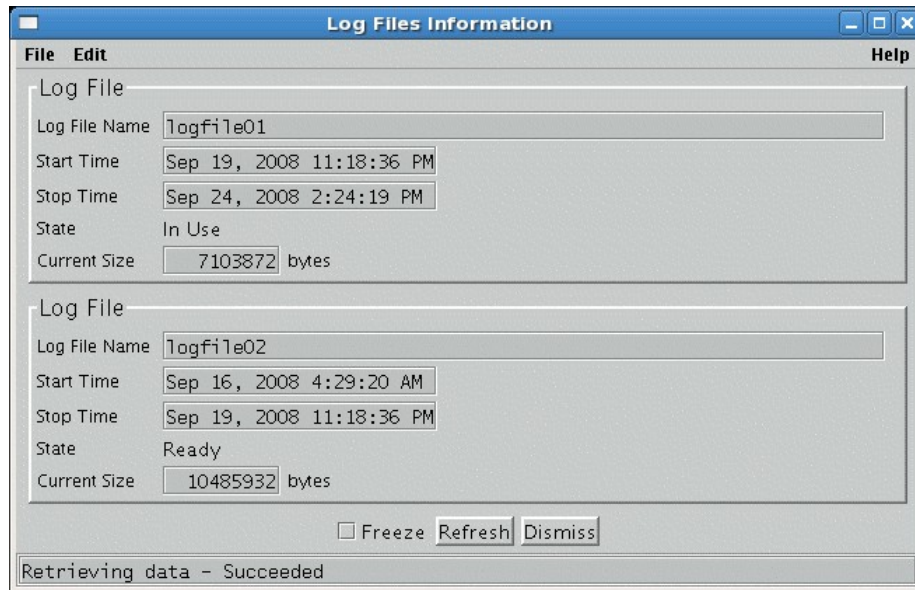 Log Files Information
File Edit Help
Log File
Log File Name logfile01
Start Time Sep 19, 2008 11:18:36 PM
Stop Time Sep 24, 2008 2:24:19 PM
State In Use
Current Size 7103872 bytes
Log File
Log File Name logfile02
Start Time Sep 16, 2008 4:29:20 AM
Stop Time Sep 19, 2008 11:18:36 PM
State Ready
Current Size 10485932 bytes
Freeze Refresh Dismiss
Retrieving data - Succeeded